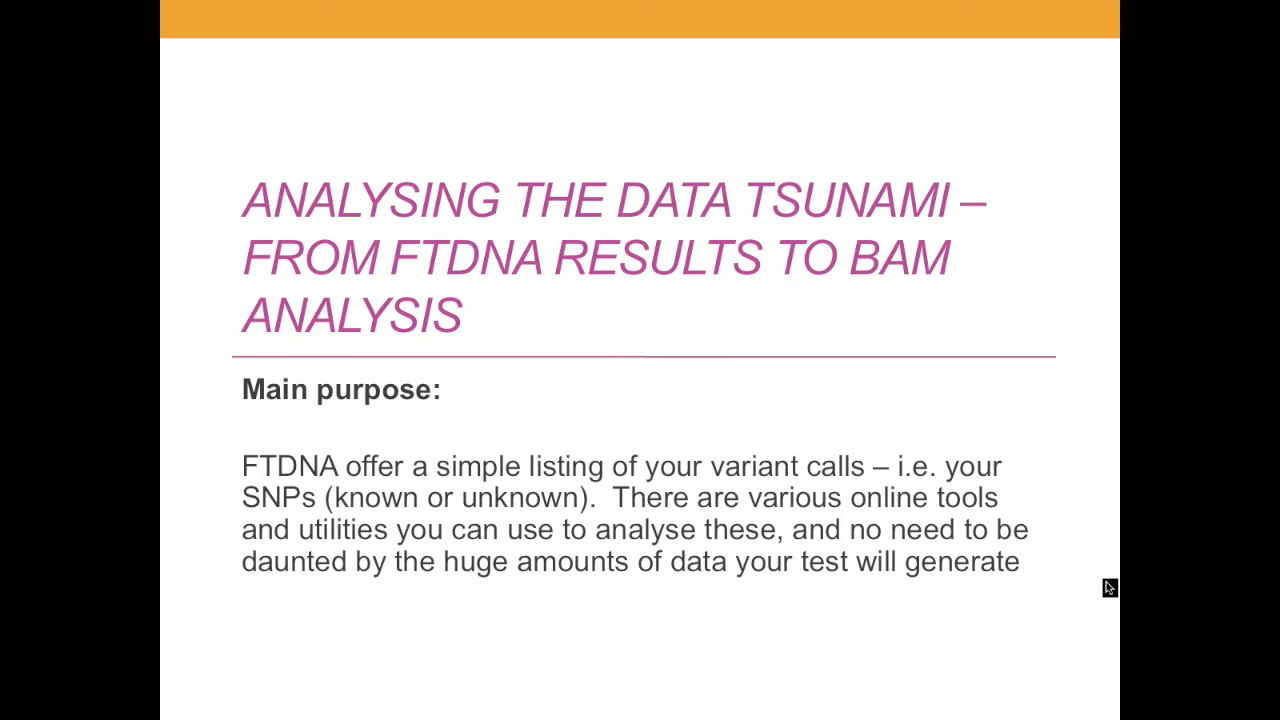 ANALYSING THE DATA TSUNAMI –
FROM FTDNA RESULTS TO BAM
ANALYSIS
Main purpose:
FTDNA offer a simple listing of your variant calls – i.e. your
SNPs (known or unknown).  There are various online tools
and utilities you can use to analyse these, and no need to be
daunted by the huge amounts of data your test will generate